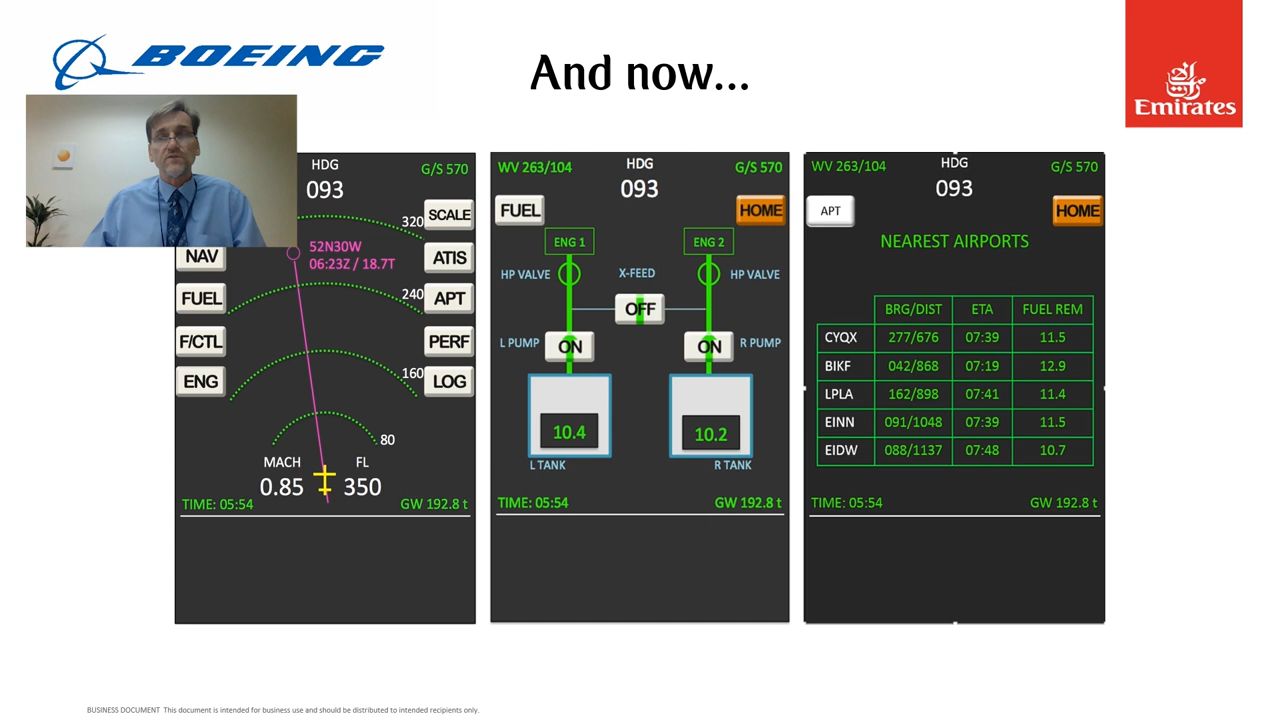 BOEING
And now...
Emirates
HDG
G/S 570
093
320
SCALE
52N30W
06:23Z / 18.7T
NAV
ATIS
FUEL
240
APT
F/CTL
PERF
160
ENG
LOG
80
MACH
FL
0.85
350
TIME: 05:54
GW 192.8 t
WV 263/104
HDG
G/S 570
093
FUEL
HOME
ENG 1
ENG 2
HP VALVE
X-FEED
HP VALVE
OFF
L PUMP
ON
ON
R PUMP
10.4
10.2
L TANK
R TANK
TIME: 05:54
GW 192.8 t
WV 263/104
HDG
G/S 570
093
APT
HOME
NEAREST AIRPORTS
BRG/DIST ETA FUEL REM
CYQX 277/676 07:39 11.5
BIKF 042/868 07:19 12.9
LPLA 162/898 07:41 11.4
EINN 091/1048 07:39 11.5
EIDW 088/1137 07:48 10.7
TIME: 05:54
GW 192.8 t
BUSINESS DOCUMENT This document is intended for business use and should be distributed to intended recipients only.